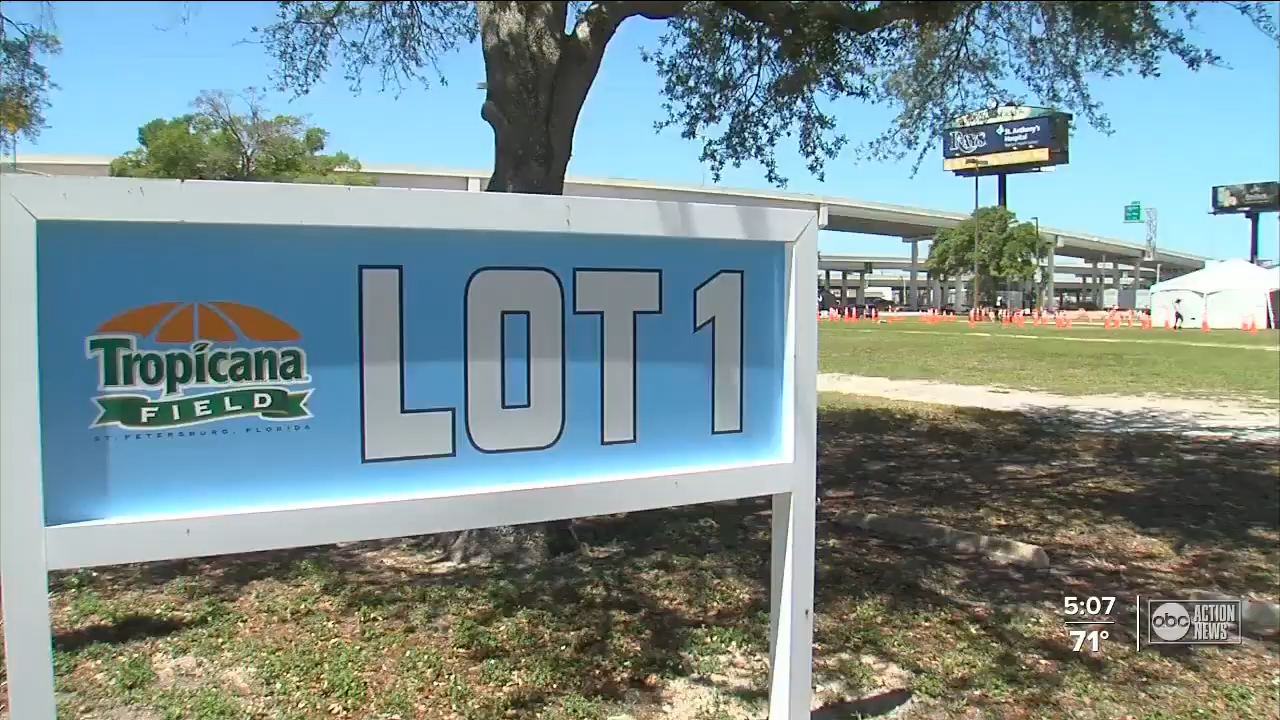 Tropicana
FIELD
ST. PETERSBURG, FLORIDA
LOT 1
RAYS
St. Anthony's
Hospital
5:07
71°
abc
ACTION
NEWS